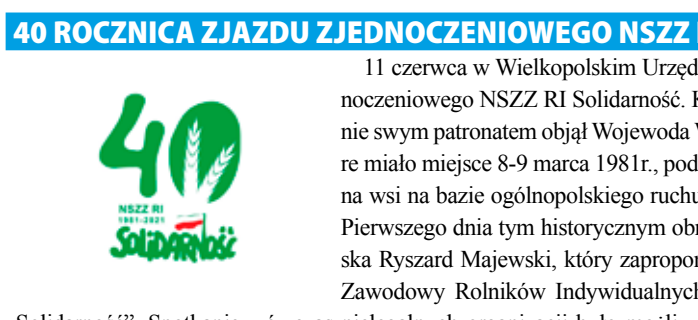 40 ROCZNICA ZJAZDU ZJEDNOCZENIOWEGO NSZZ
11 czerwca w Wielkopolskim Urzęd
noczeniowego NSZZ RI Solidarność. K
nie swym patronatem objął Wojewoda W
re miało miejsce 8-9 marca 1981r., pod
na wsi na bazie ogólnopolskiego ruchu
Pierwszego dnia tym historycznym obr
ska Ryszard Majewski, który zapropon
Zawodowy Rolników Indywidualnych
40
NSZZ RI
1981-2021
SOLIDARNOŚĆ